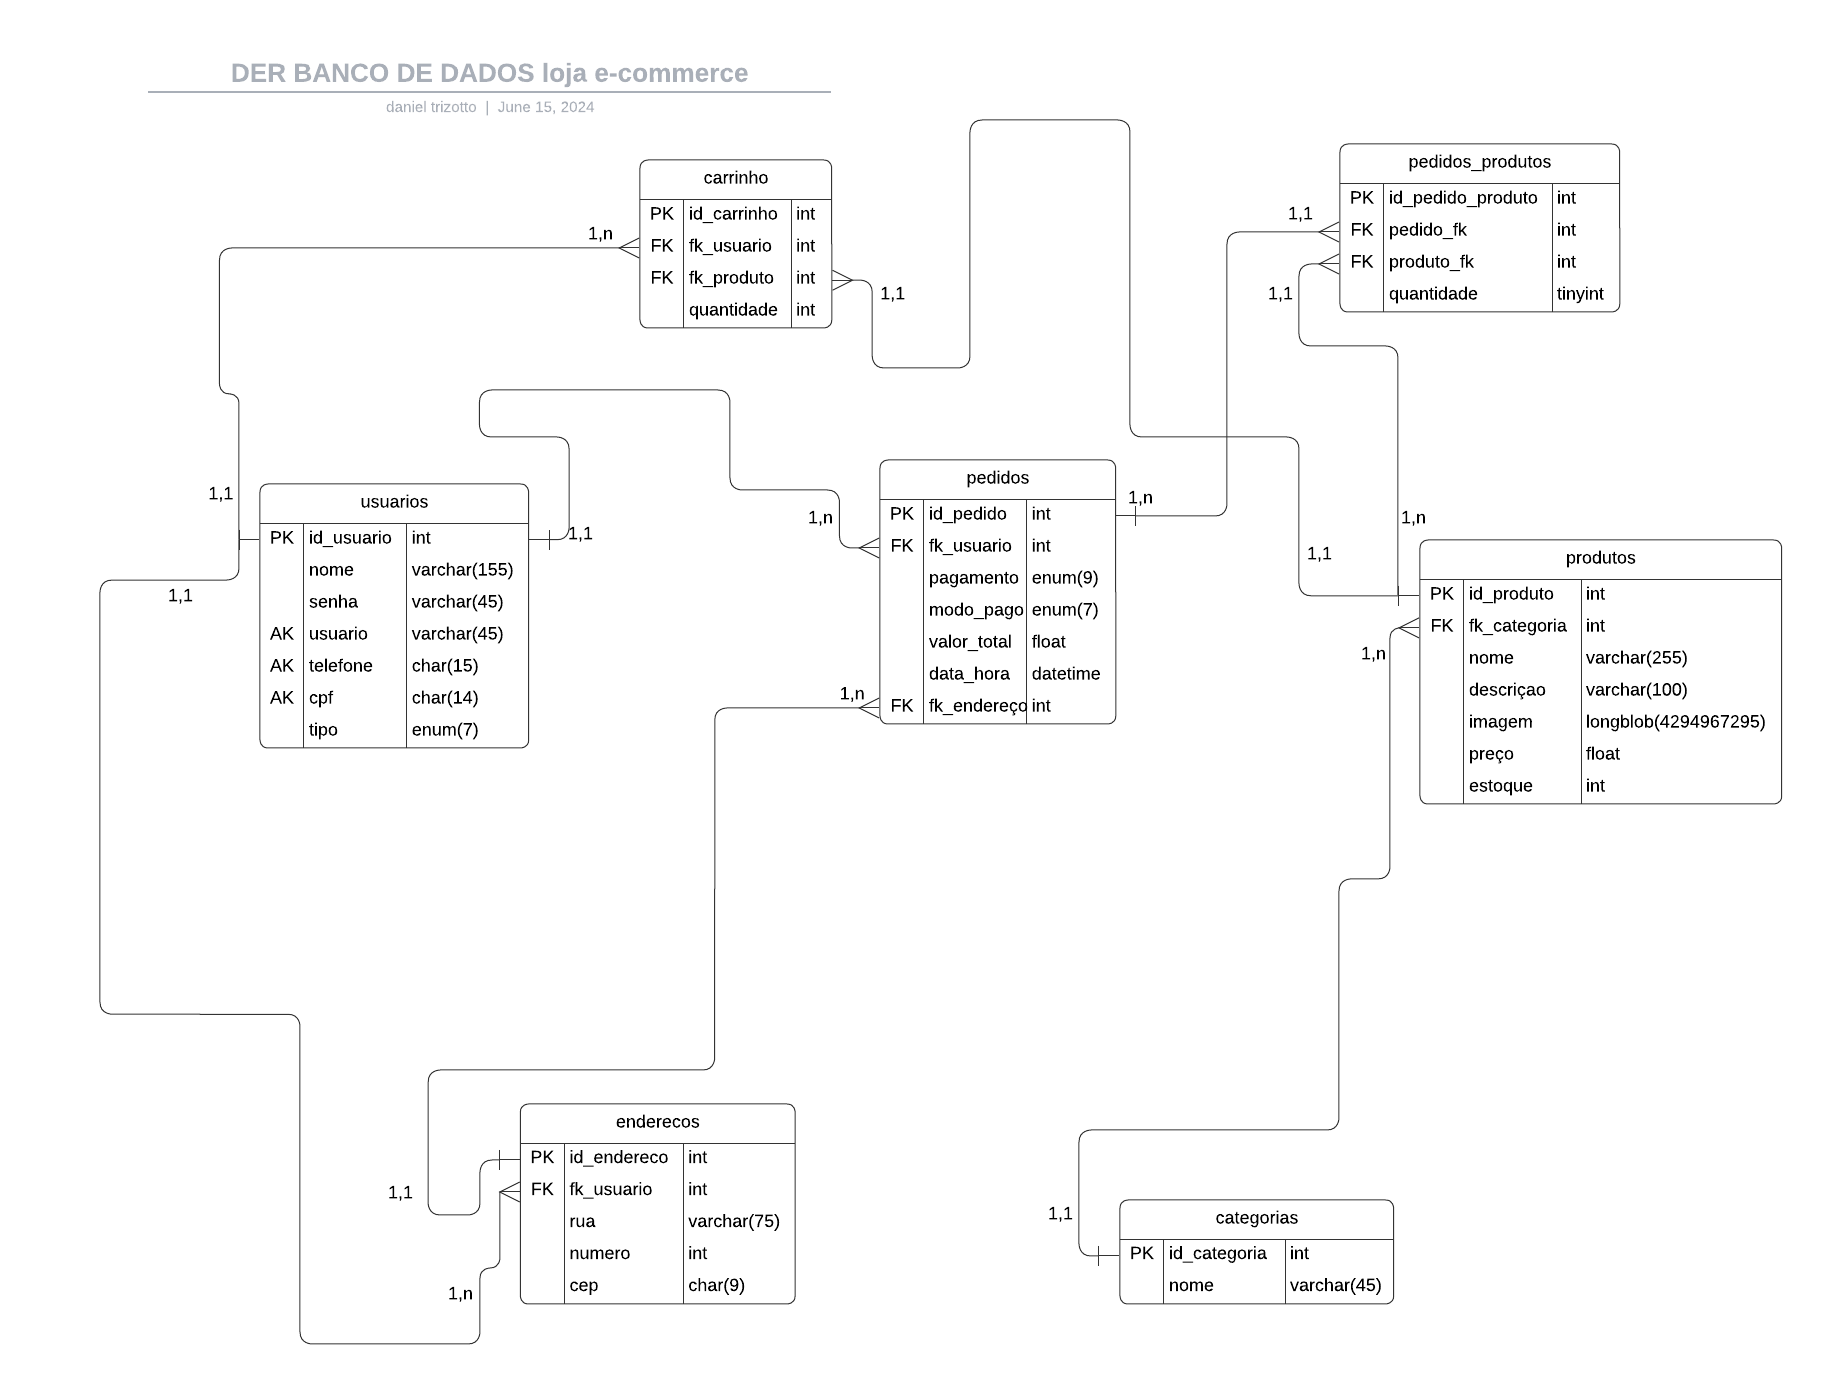 DER BANCO DE DADOS loja e-commerce
daniel trizotto | June 15, 2024
carrinho
PK id_carrinho int
FK fk_usuario int
FK fk_produto int
quantidade int
1,n
1,1
pedidos_produtos
PK id_pedido_produto int
FK pedido_fk int
FK produto_fk int
quantidade tinyint
1,1
1,1
usuarios
PK id_usuario int
nome varchar(155)
senha varchar(45)
AK usuario varchar(45)
AK telefone char(15)
AK cpf char(14)
tipo enum(7)
1,1
1,1
1,1
pedidos
PK id_pedido int
FK fk_usuario int
pagamento enum(9)
modo_pago enum(7)
valor_total float
data_hora datetime
FK fk_endereço int
1,n
1,n
1,n
produtos
PK id_produto int
FK fk_categoria int
nome varchar(255)
descriçao varchar(100)
imagem longblob(4294967295)
preço float
estoque int
1,n
1,1
1,n
enderecos
PK id_endereco int
FK fk_usuario int
rua varchar(75)
numero int
cep char(9)
1,1
1,n
categorias
PK id_categoria int
nome varchar(45)
1,1